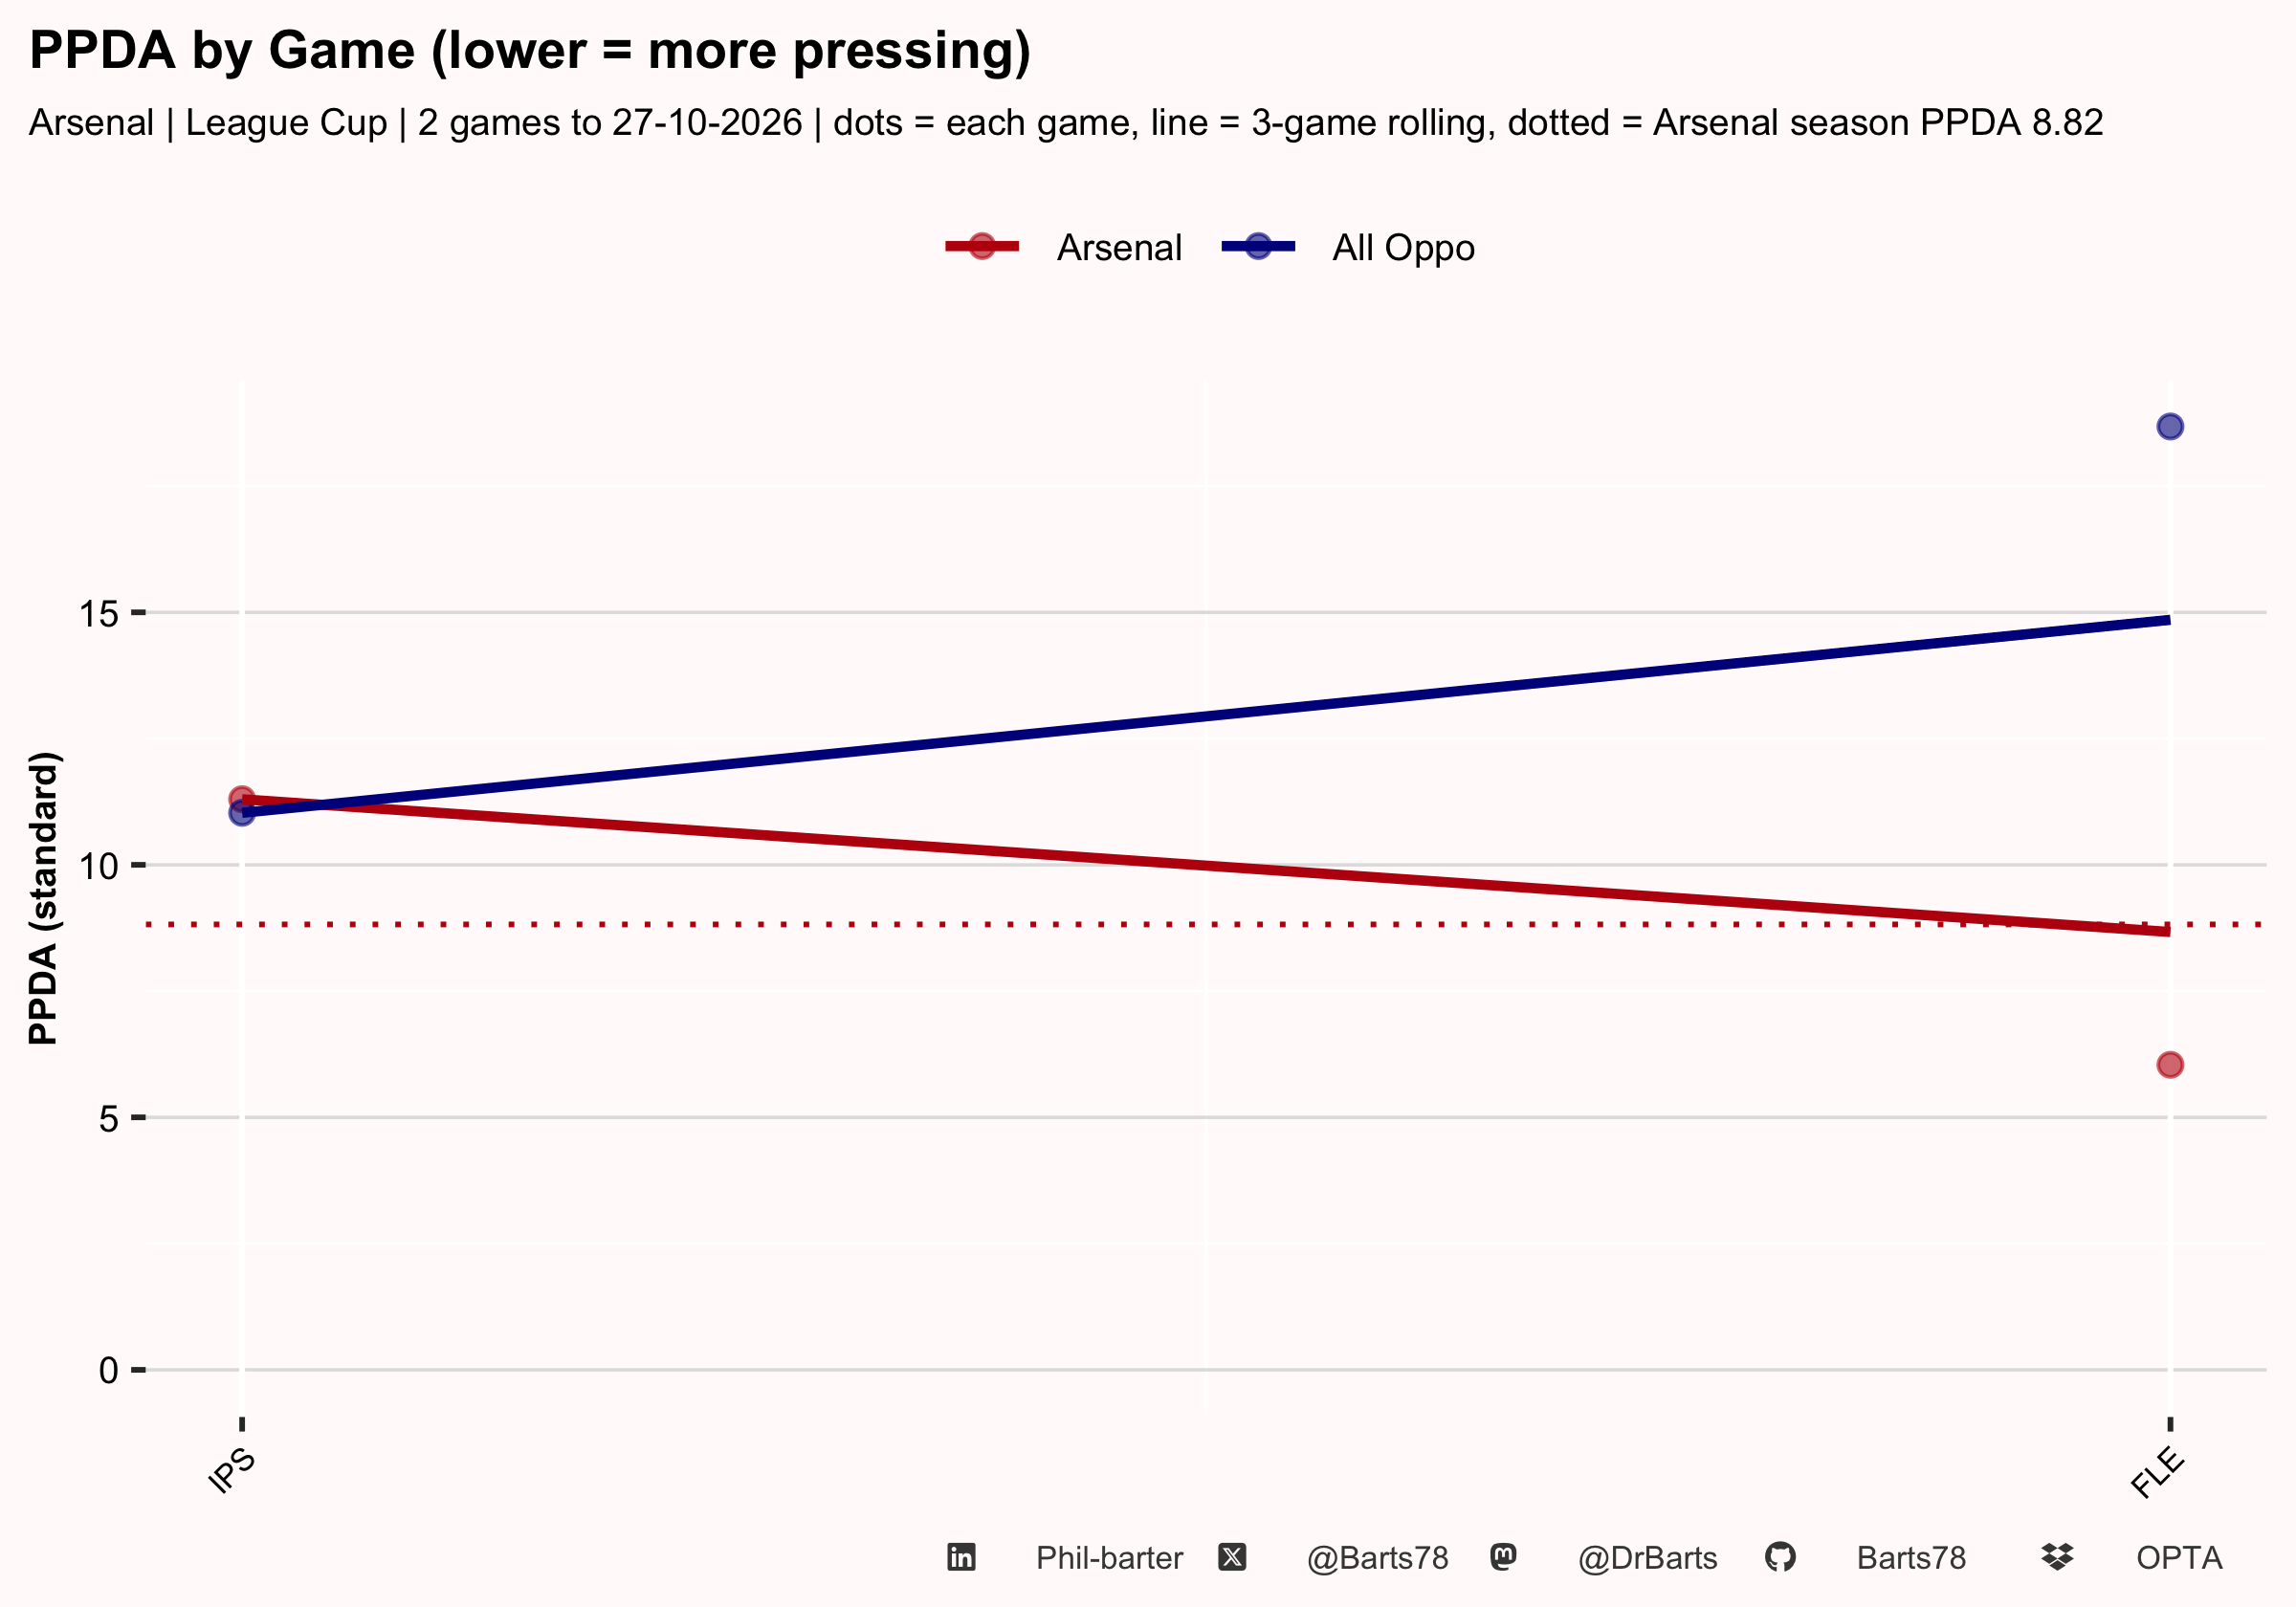 PPDA by Game (lower = more pressing)
Arsenal | League Cup | 2 games to 27-10-2026 | dots = each game, line = 3-game rolling, dotted = Arsenal season PPDA 8.82
Arsenal
All Oppo
PPDA (standard)
15
10
5
0
IPS
FLE
Phil-barter @Barts78 @DrBarts Barts78 OPTA